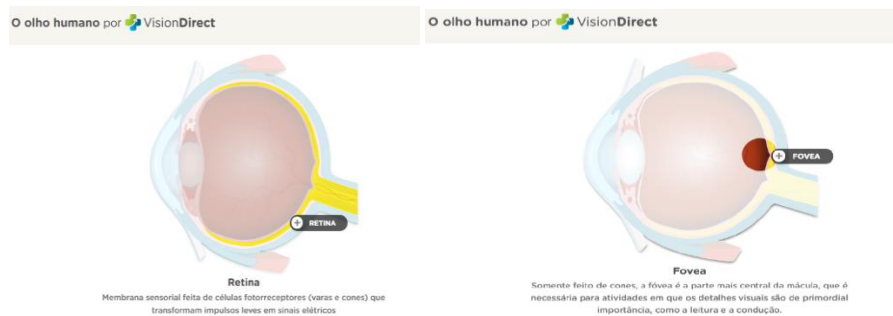 O olho humano por VisionDirect
RETINA
Retina
Membrana sensorial feita de células fotorreceptores (varas e cones) que
transformam impulsos leves em sinais elétricos
O olho humano por VisionDirect
FOVEA
Fovea
Somente feito de cones, a fóvea é a parte mais central da mácula, que é
necessária para atividades em que os detalhes visuais são de primordial
importância, como a leitura e a condução.